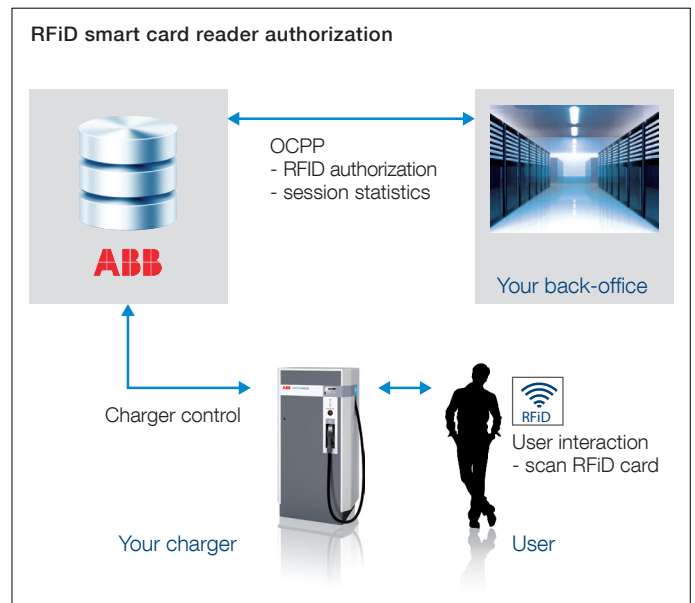 RFiD smart card reader authorization
OCPP
- RFID authorization
- session statistics
ABB
Your back-office
Charger control
ABB
RFiD
User interaction
- scan RFiD card
Your charger
User